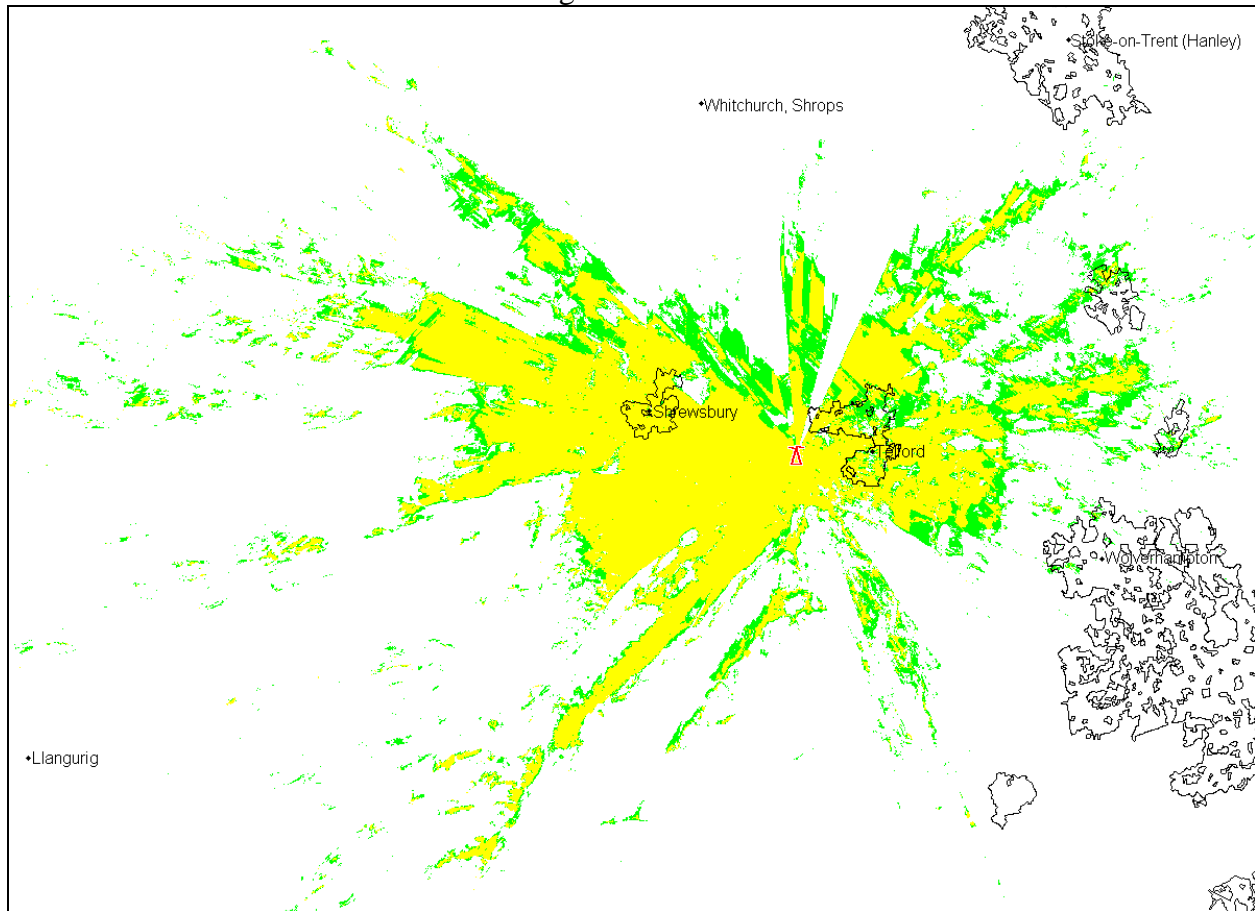 Stoke-on-Trent (Hanley)
Whitchurch, Shrops
Shrewsbury
Telford
Wolverhampton
Llangurig